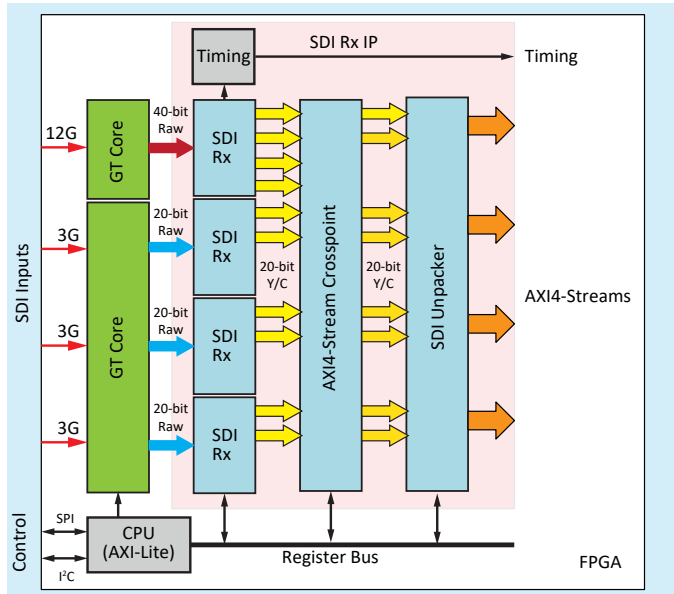 SDI Rx IP
Timing
Timing
12G
GT Core
40-bit
Raw
SDI
Rx
3G
GT Core
20-bit
Raw
SDI
Rx
20-bit
Y/C
AXI4-Stream Crosspoint
20-bit
Y/C
SDI Unpacker
AXI4-Streams
SDI Inputs
3G
20-bit
Raw
SDI
Rx
3G
20-bit
Raw
SDI
Rx
Control
SPI
I²C
CPU
(AXI-Lite)
Register Bus
FPGA